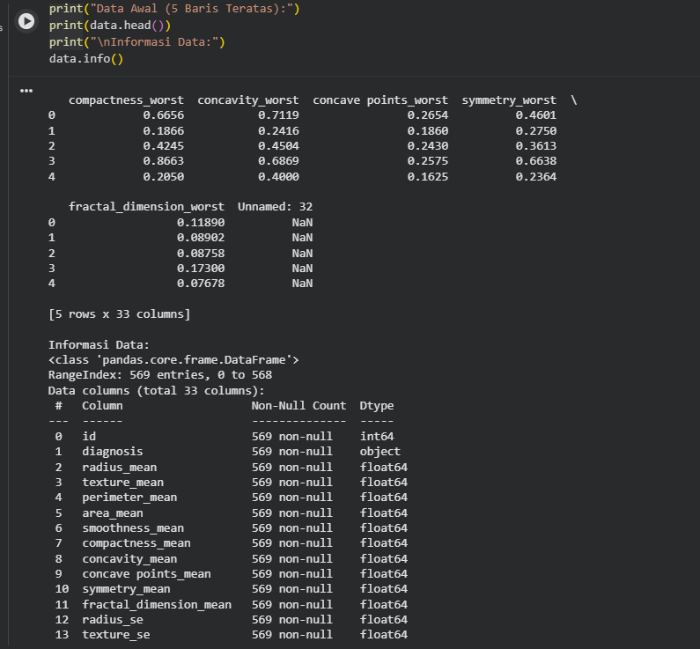 print("Data Awal (5 Baris Teratas):")
print(data.head())
print("\nInformasi Data:")
data.info()
compactness_worst  concavity_worst  concave points_worst  symmetry_worst  \
0             0.6656           0.7119                0.2654          0.4601
1             0.1866           0.2416                0.1860          0.2750
2             0.4245           0.4504                0.2430          0.3613
3             0.8663           0.6869                0.2575          0.6638
4             0.2050           0.4000                0.1625          0.2364
fractal_dimension_worst  Unnamed: 32
0                  0.11890          NaN
1                  0.08902          NaN
2                  0.08758          NaN
3                  0.17300          NaN
4                  0.07678          NaN
[5 rows x 33 columns]
Informasi Data:
<class 'pandas.core.frame.DataFrame'>
RangeIndex: 569 entries, 0 to 568
Data columns (total 33 columns):
#   Column                   Non-Null Count  Dtype
---  ------                   --------------  -----
0   id                       569 non-null    int64
1   diagnosis                569 non-null    object
2   radius_mean              569 non-null    float64
3   texture_mean             569 non-null    float64
4   perimeter_mean           569 non-null    float64
5   area_mean                569 non-null    float64
6   smoothness_mean          569 non-null    float64
7   compactness_mean         569 non-null    float64
8   concavity_mean           569 non-null    float64
9   concave points_mean      569 non-null    float64
10  symmetry_mean            569 non-null    float64
11  fractal_dimension_mean   569 non-null    float64
12  radius_se                569 non-null    float64
13  texture_se               569 non-null    float64